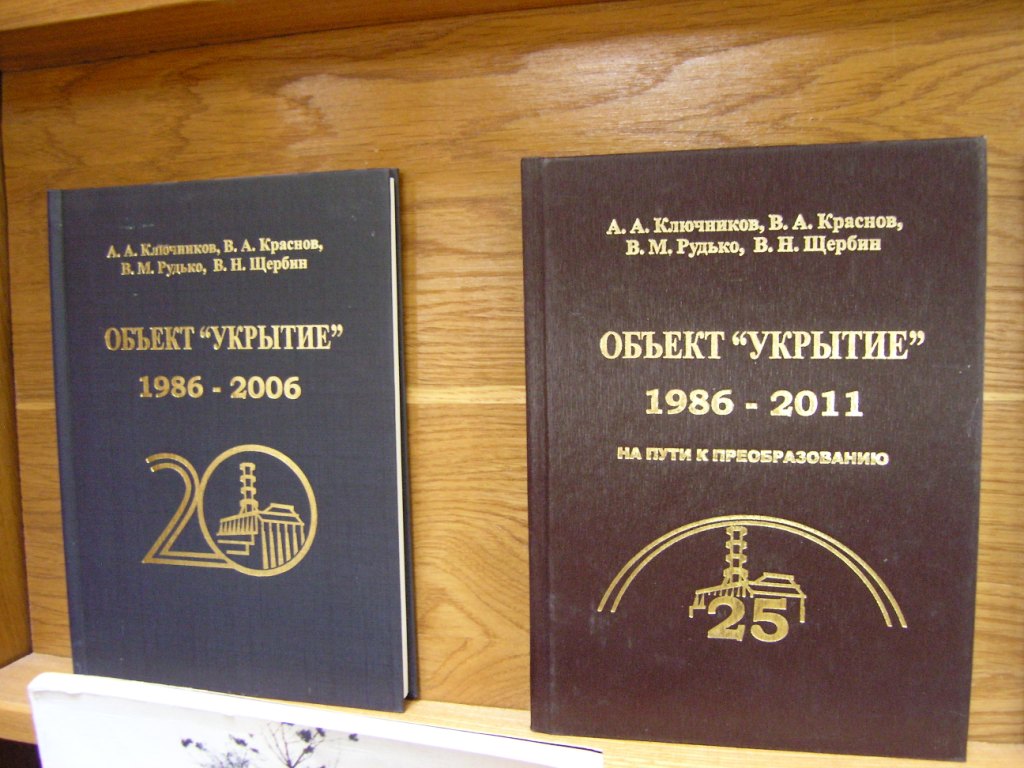 А. А. Ключников, В. А. Краснов,
В. М. Рудько, В. Н. Щербин
ОБЪЕКТ “УКРЫТИЕ”
1986 - 2006
20
А. А. Ключников, В. А. Краснов,
В. М. Рудько, В. Н. Щербин
ОБЪЕКТ “УКРЫТИЕ”
1986 - 2011
НА ПУТИ К ПРЕОБРАЗОВАНИЮ
25